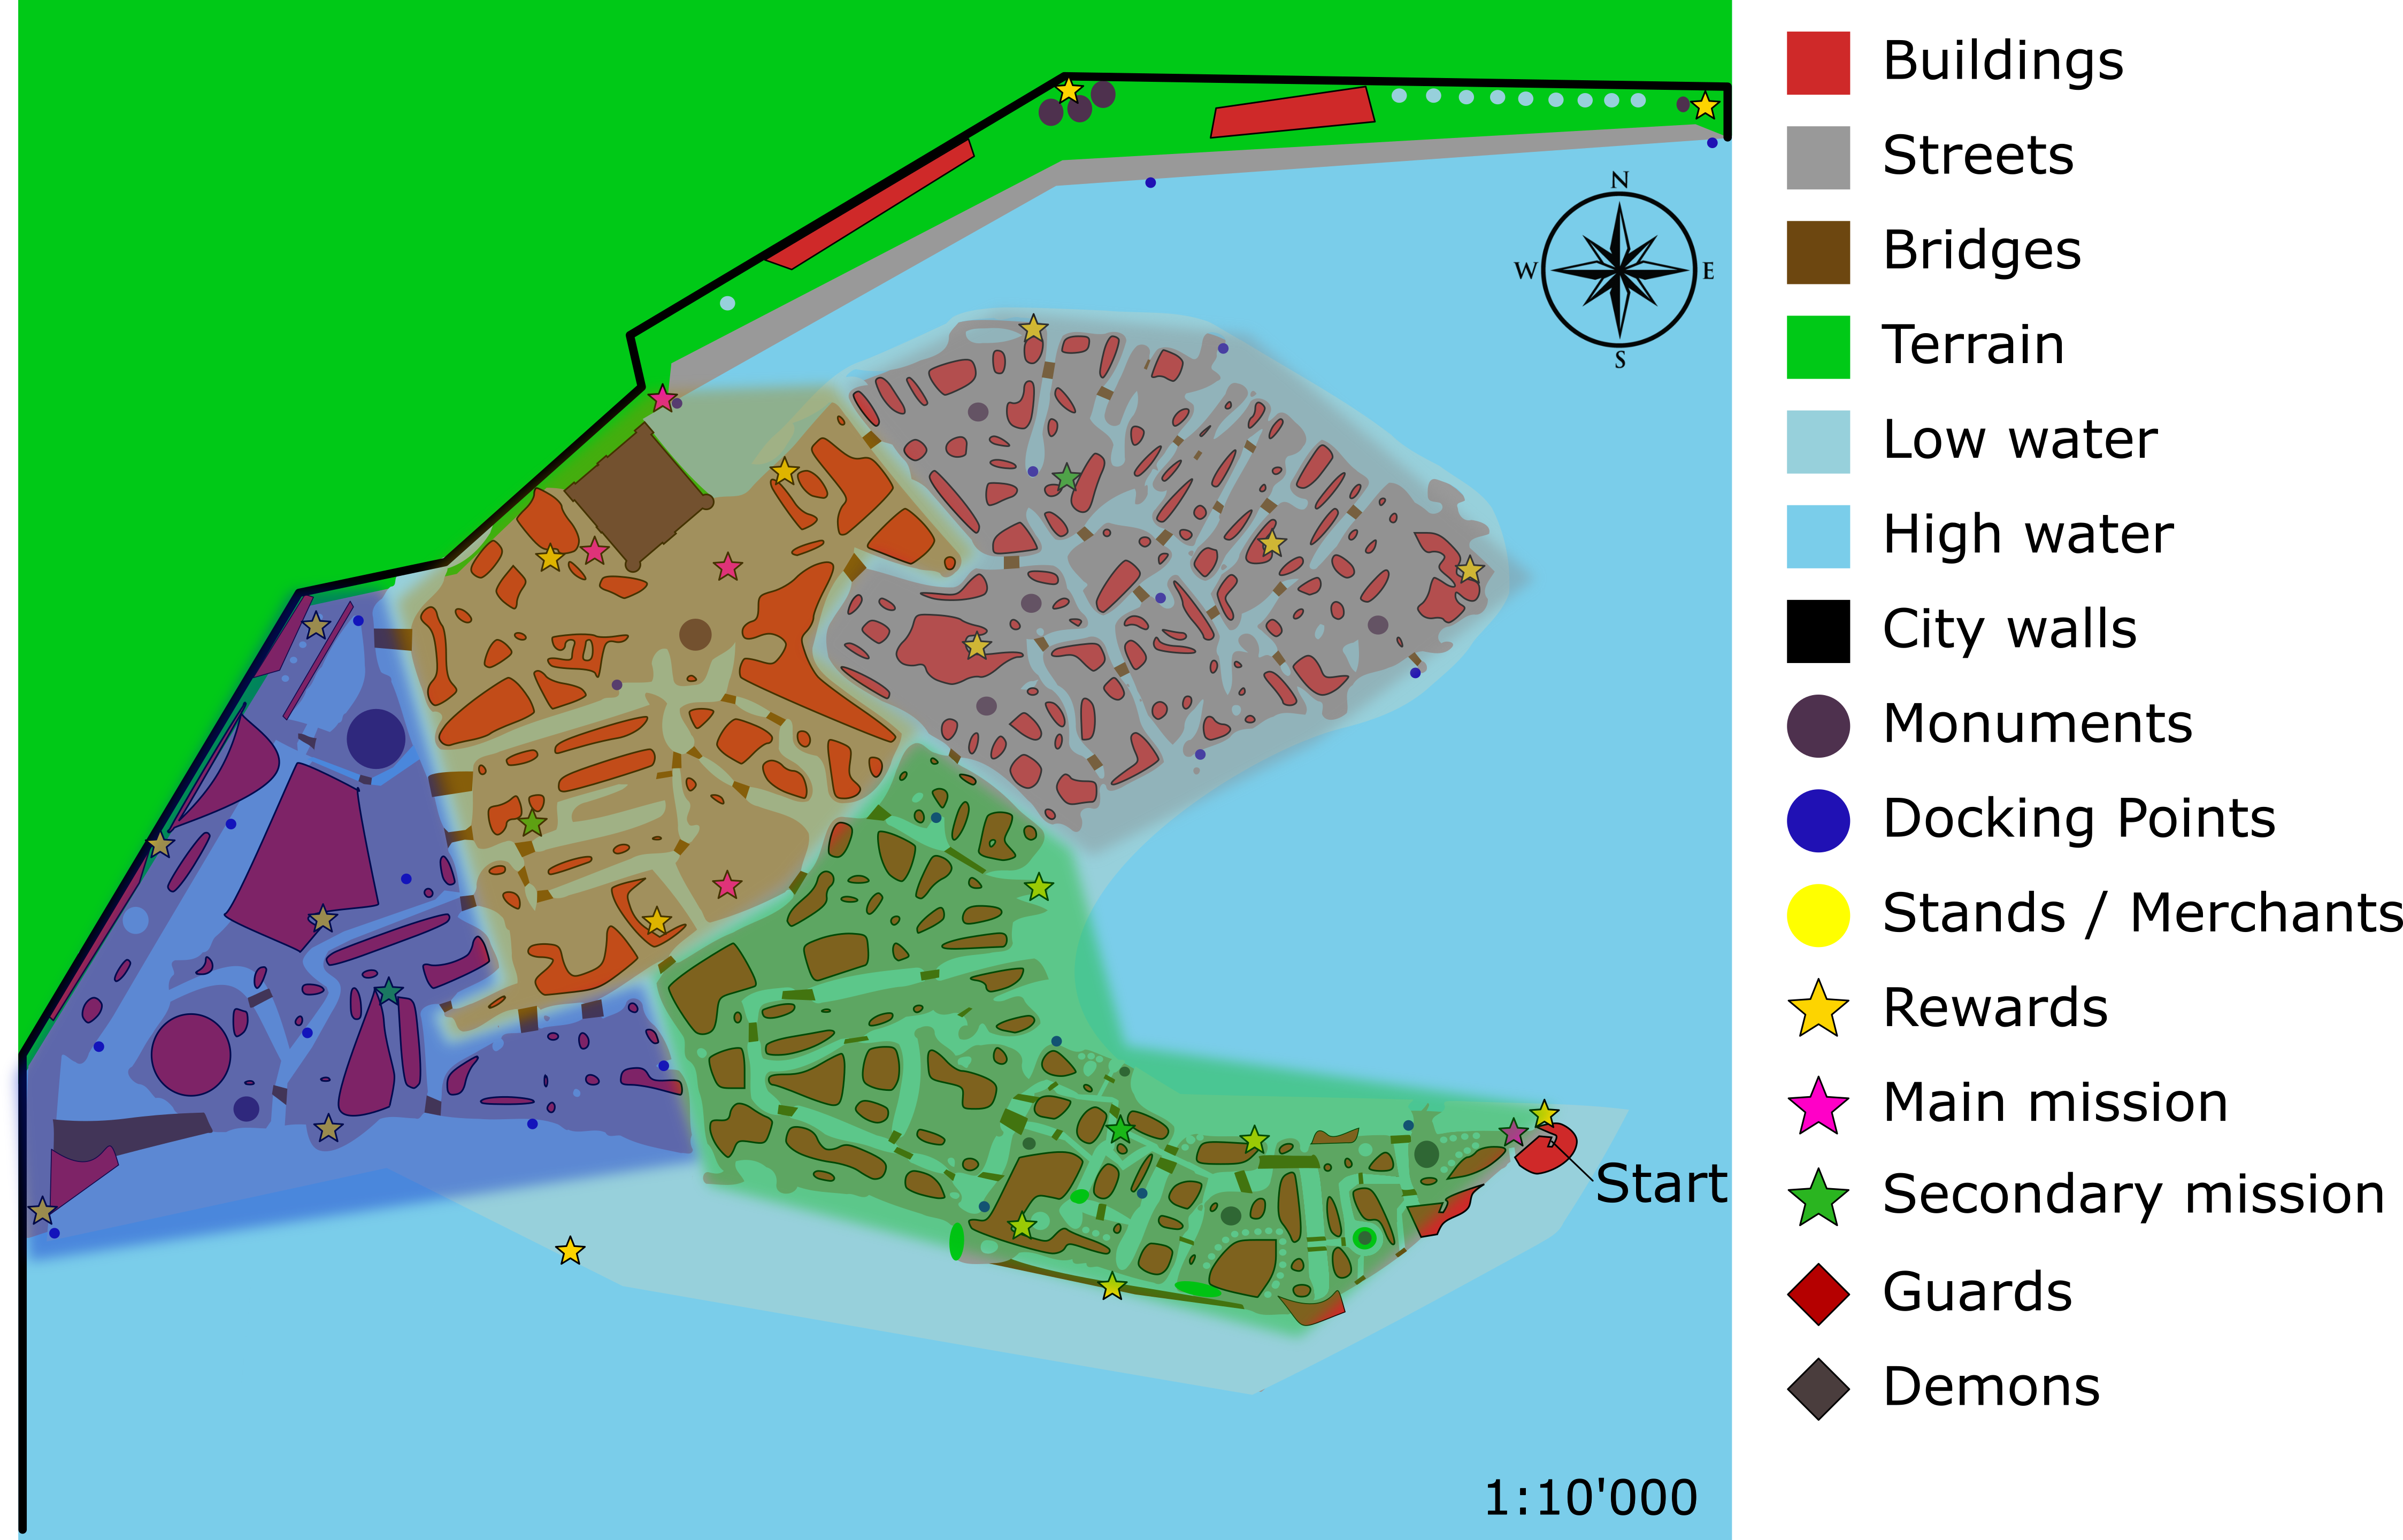 N
W
E
S
Start
1:10'000
Buildings
Streets
Bridges
Terrain
Low water
High water
City walls
Monuments
Docking Points
Stands / Merchants
Rewards
Main mission
Secondary mission
Guards
Demons